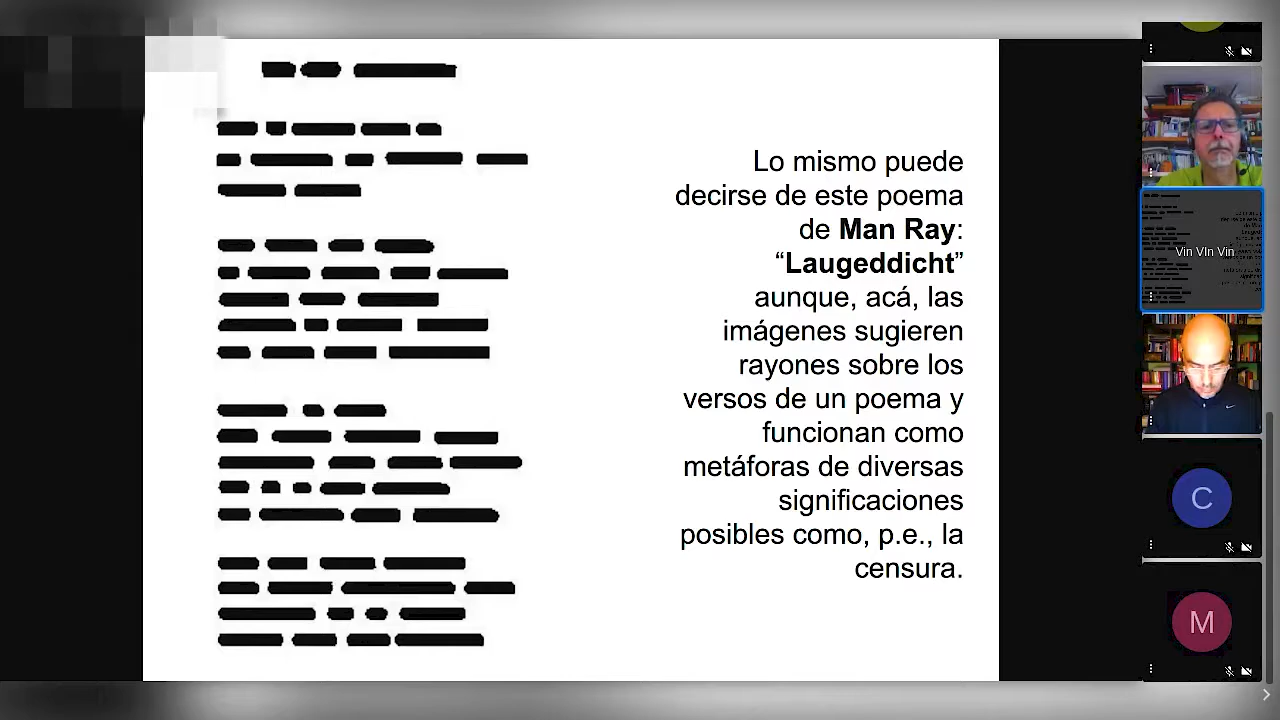 Lo mismo puede
decirse de este poema
de Man Ray:
“Laugeddicht”
aunque, acá, las
imágenes sugieren
rayones sobre los
versos de un poema y
funcionan como
metáforas de diversas
significaciones
posibles como, p.e., la
censura.
Vin VIn Vin
C
M